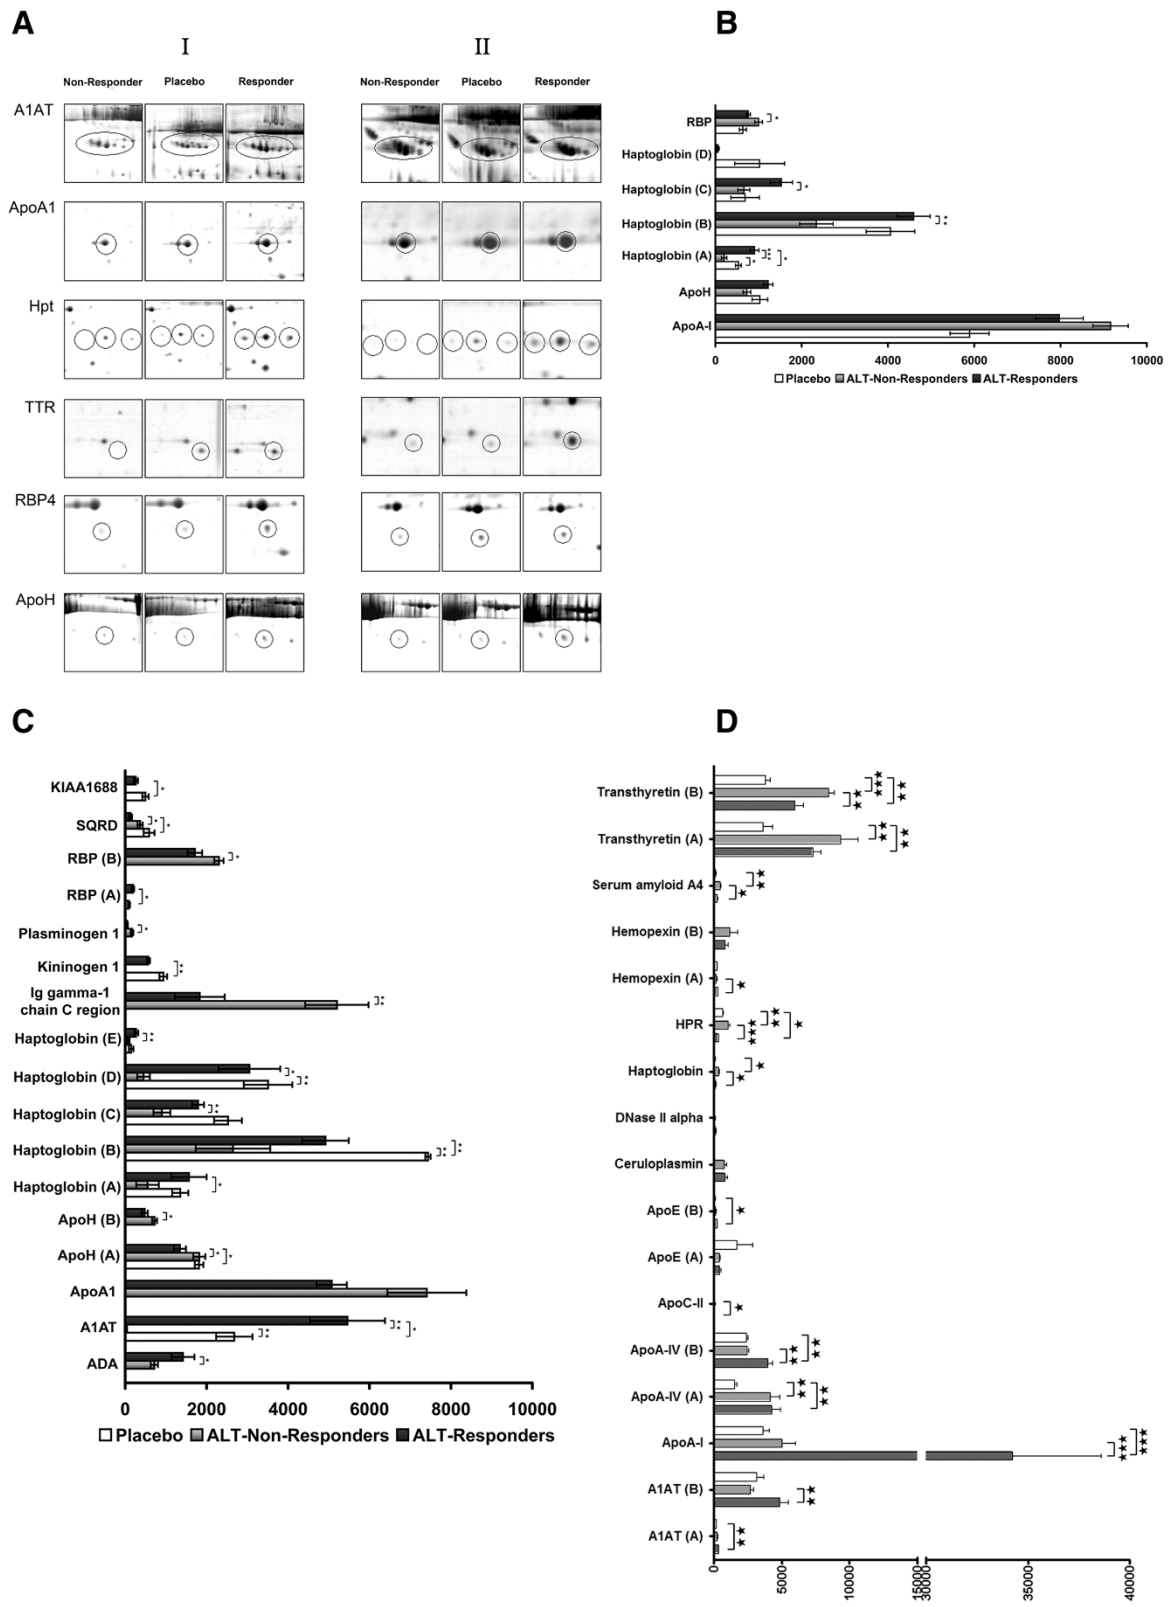 A
I
II
Non-Responder Placebo Responder
Non-Responder Placebo Responder
A1AT
ApoA1
Hpt
TTR
RBP4
ApoH
B
RBP
Haptoglobin (D)
Haptoglobin (C)
Haptoglobin (B)
Haptoglobin (A)
ApoH
ApoA-I
0 2000 4000 6000 8000 10000
Placebo ALT-Non-Responders ALT-Responders
C
KIAA1688
SQRD
RBP (B)
RBP (A)
Plasminogen 1
Kininogen 1
Ig gamma-1
chain C region
Haptoglobin (E)
Haptoglobin (D)
Haptoglobin (C)
Haptoglobin (B)
Haptoglobin (A)
ApoH (B)
ApoH (A)
ApoA1
A1AT
ADA
0 2000 4000 6000 8000 10000
Placebo ALT-Non-Responders ALT-Responders
D
Transthyretin (B)
Transthyretin (A)
Serum amyloid A4
Hemopexin (B)
Hemopexin (A)
HPR
Haptoglobin
DNase II alpha
Ceruloplasmin
ApoE (B)
ApoE (A)
ApoC-II
ApoA-IV (B)
ApoA-IV (A)
ApoA-I
A1AT (B)
A1AT (A)
0 5000 10000 15000 30000 35000 40000